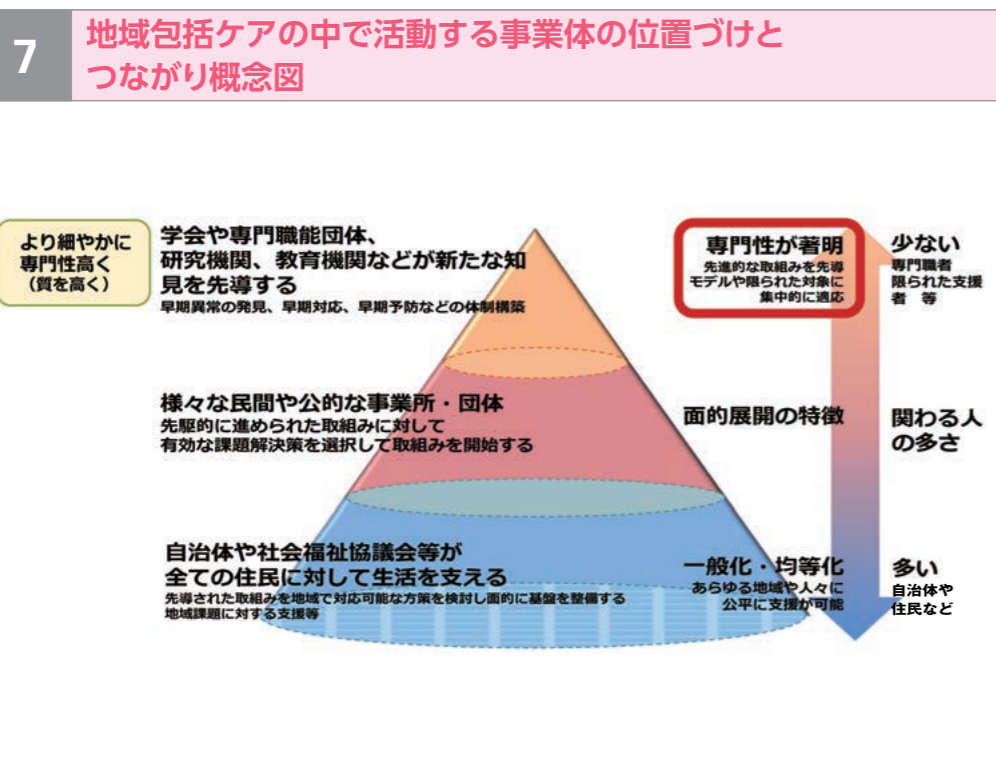 7
地域包括ケアの中で活動する事業体の位置づけと
つながり概念図
より細やかに
専門性高く
（質を高く）
学会や専門職能団体、
研究機関、教育機関などが新たな知
見を先導する
早期異常の発見、早期対応、早期予防などの体制構築
専門性が著明
先進的な取組みを先導
モデルや限られた対象に
集中的に適応
少ない
専門職者
限られた支援
者　等
様々な民間や公的な事業所・団体
先駆的に進められた取組みに対して
有効な課題解決策を選択して取組みを開始する
面的展開の特徴
関わる人
の多さ
自治体や社会福祉協議会等が
全ての住民に対して生活を支える
先導された取組みを地域で対応可能な方策を検討し面的に基盤を整備する
地域課題に対する支援等
一般化・均等化
あらゆる地域や人々に
公平に支援が可能
多い
自治体や
住民など